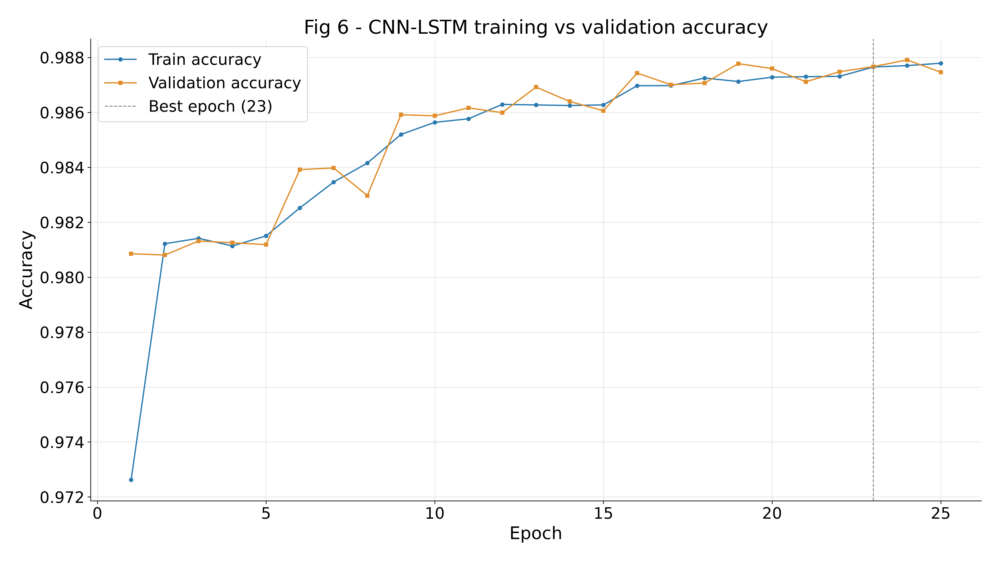 Fig 6 - CNN-LSTM training vs validation accuracy
Train accuracy
Validation accuracy
Best epoch (23)
Accuracy
0.988
0.986
0.984
0.982
0.980
0.978
0.976
0.974
0.972
0 5 10 15 20 25
Epoch